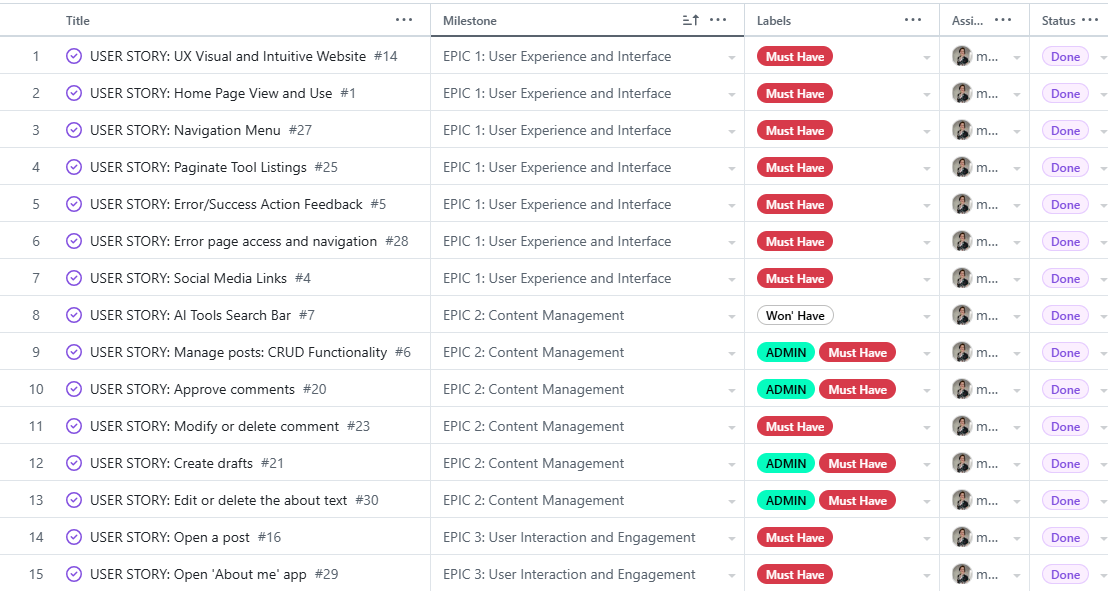 Title ... Milestone ... Labels ... Assi... ... Status ...
1 USER STORY: UX Visual and Intuitive Website #14 EPIC 1: User Experience and Interface Must Have m... Done
2 USER STORY: Home Page View and Use #1 EPIC 1: User Experience and Interface Must Have m... Done
3 USER STORY: Navigation Menu #27 EPIC 1: User Experience and Interface Must Have m... Done
4 USER STORY: Paginate Tool Listings #25 EPIC 1: User Experience and Interface Must Have m... Done
5 USER STORY: Error/Success Action Feedback #5 EPIC 1: User Experience and Interface Must Have m... Done
6 USER STORY: Error page access and navigation #28 EPIC 1: User Experience and Interface Must Have m... Done
7 USER STORY: Social Media Links #4 EPIC 1: User Experience and Interface Must Have m... Done
8 USER STORY: AI Tools Search Bar #7 EPIC 2: Content Management Won' Have m... Done
9 USER STORY: Manage posts: CRUD Functionality #6 EPIC 2: Content Management ADMIN Must Have m... Done
10 USER STORY: Approve comments #20 EPIC 2: Content Management ADMIN Must Have m... Done
11 USER STORY: Modify or delete comment #23 EPIC 2: Content Management Must Have m... Done
12 USER STORY: Create drafts #21 EPIC 2: Content Management ADMIN Must Have m... Done
13 USER STORY: Edit or delete the about text #30 EPIC 2: Content Management ADMIN Must Have m... Done
14 USER STORY: Open a post #16 EPIC 3: User Interaction and Engagement Must Have m... Done
15 USER STORY: Open 'About me' app #29 EPIC 3: User Interaction and Engagement Must Have m... Done